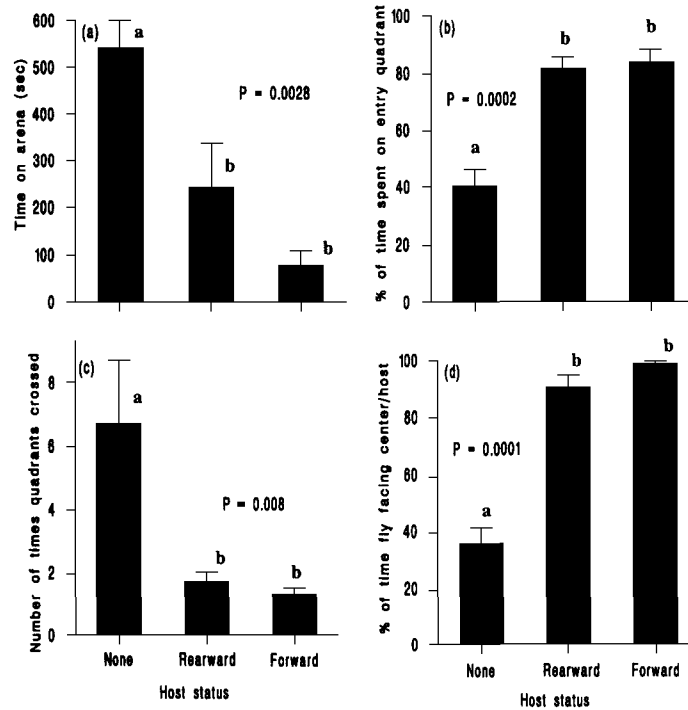 (a)
Time on arena (sec)
600
500
400
300
200
100
0
a
b
b
P = 0.0028
(b)
% of time spent on entry quadrant
100
80
60
40
20
0
a
b
b
P = 0.0002
(c)
Number of times quadrants crossed
8
6
4
2
0
a
b
b
P = 0.008
None Rearward Forward
Host status
(d)
% of time fly facing center/host
100
80
60
40
20
0
a
b
b
P = 0.0001
None Rearward Forward
Host status